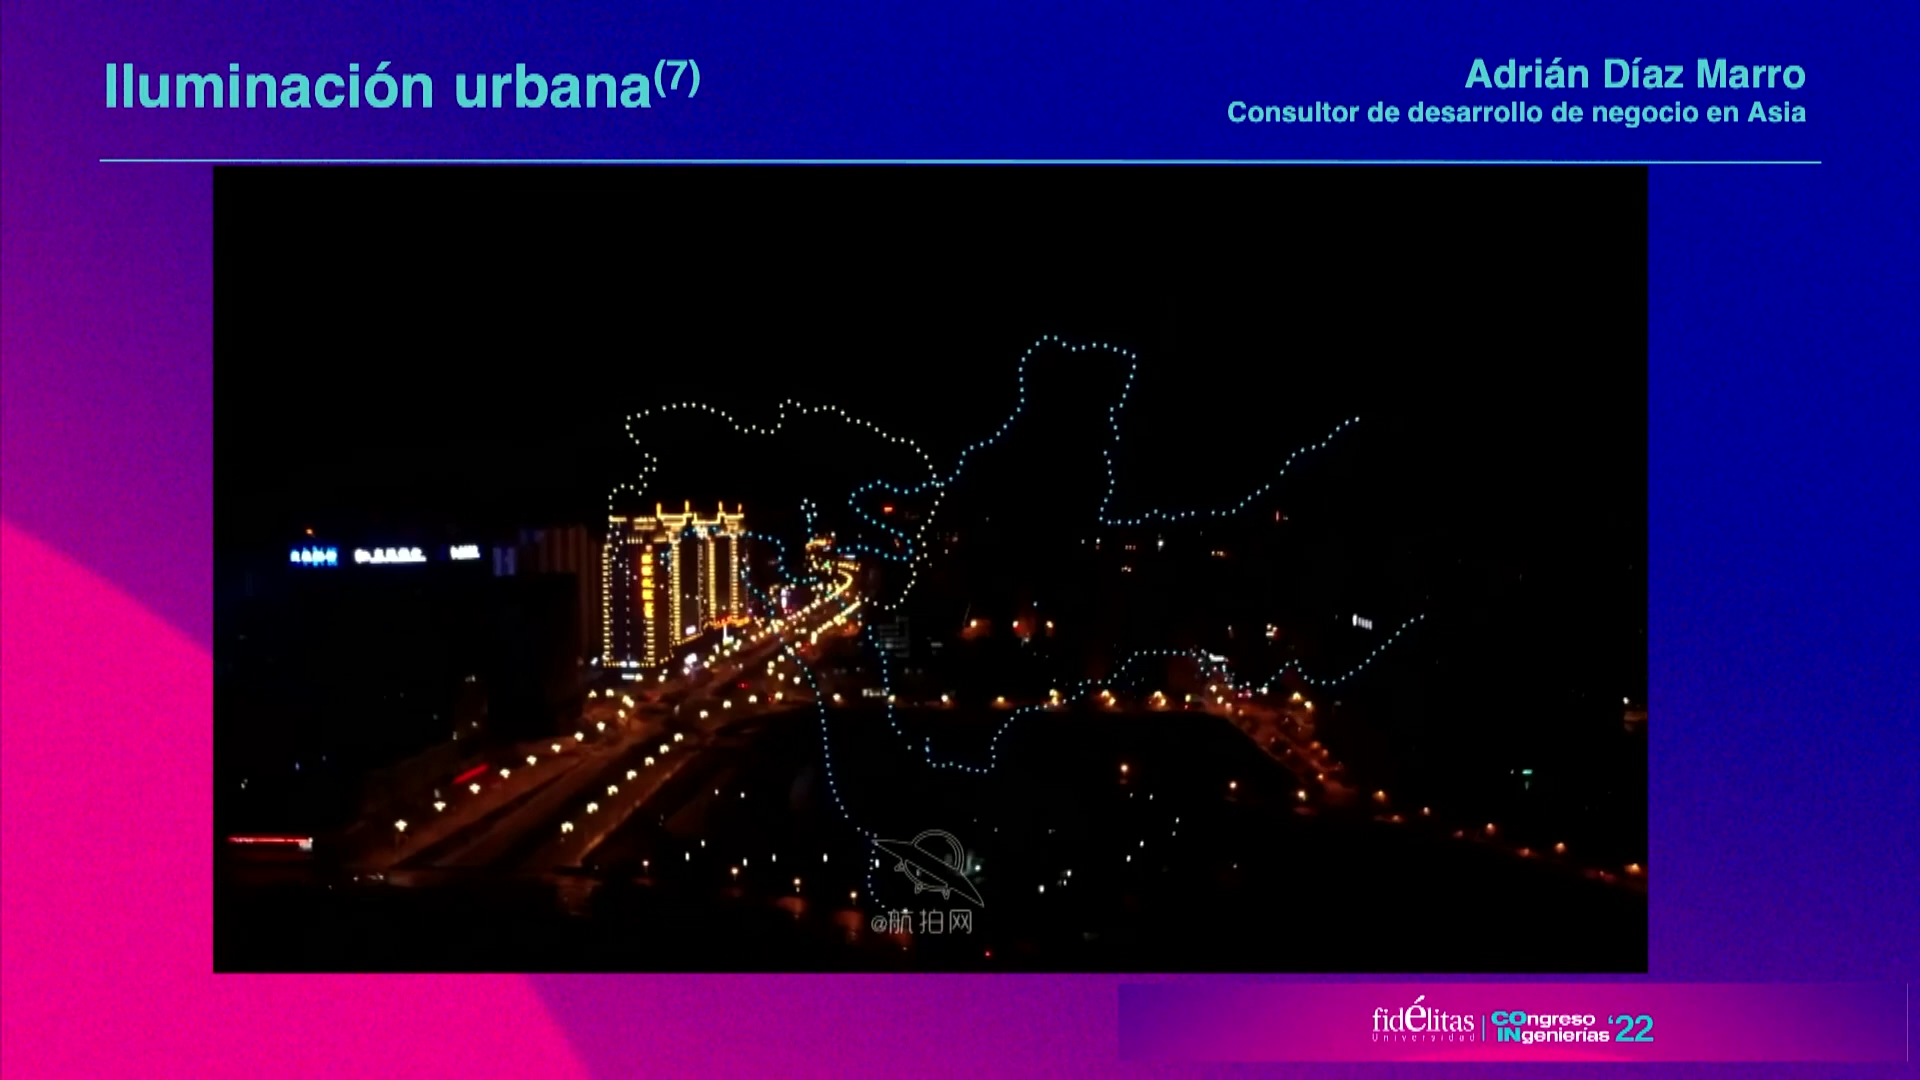 Iluminación urbana(7)
Adrián Díaz Marro
Consultor de desarrollo de negocio en Asia
@航拍网
fidélitas
Universidad
COngreso
INgenierías '22